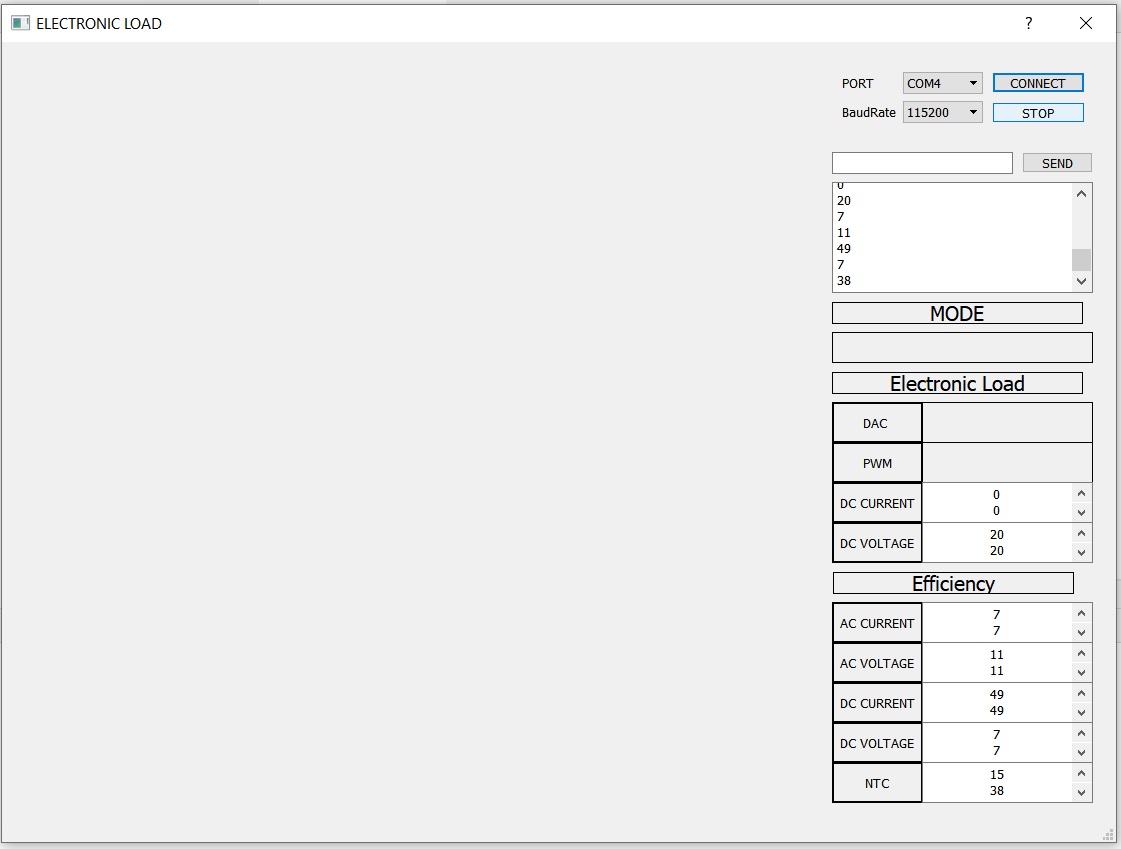 ELECTRONIC LOAD
PORT COM4 CONNECT
BaudRate 115200 STOP
SEND
0
20
7
11
49
7
38
MODE
Electronic Load
DAC
PWM
DC CURRENT 0
0
DC VOLTAGE 20
20
Efficiency
AC CURRENT 7
7
AC VOLTAGE 11
11
DC CURRENT 49
49
DC VOLTAGE 7
7
NTC 15
38